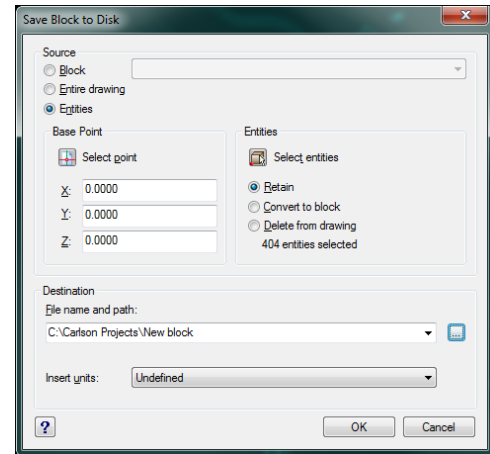 Save Block to Disk
Source
Block
Entire drawing
Entities
Base Point
Select point
X: 0.0000
Y: 0.0000
Z: 0.0000
Entities
Select entities
Retain
Convert to block
Delete from drawing
404 entities selected
Destination
File name and path:
C:\Carlson Projects\New block
...
Insert units: Undefined
? OK Cancel